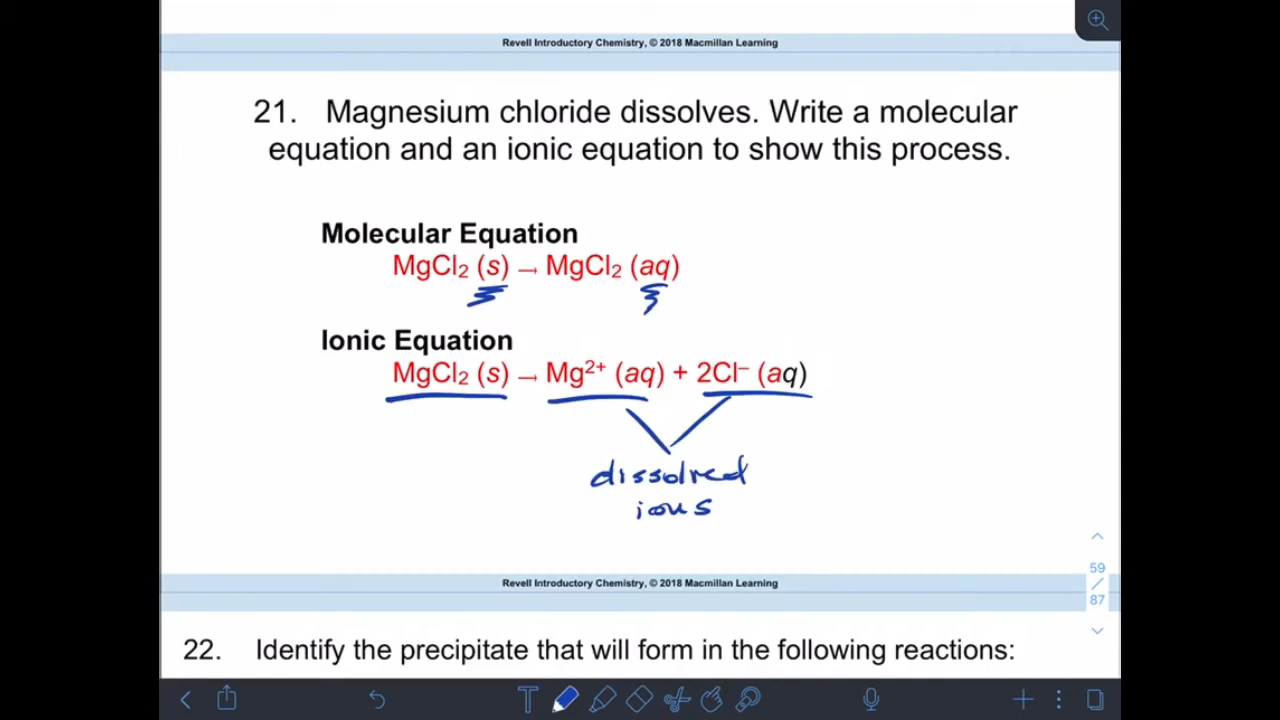 Revell Introductory Chemistry, © 2018 Macmillan Learning
21. Magnesium chloride dissolves. Write a molecular
equation and an ionic equation to show this process.
Molecular Equation
MgCl₂ (s) → MgCl₂ (aq)
Ionic Equation
MgCl₂ (s) → Mg²⁺ (aq) + 2Cl⁻ (aq)
dissolved
ions
59
/
87
Revell Introductory Chemistry, © 2018 Macmillan Learning
22. Identify the precipitate that will form in the following reactions: